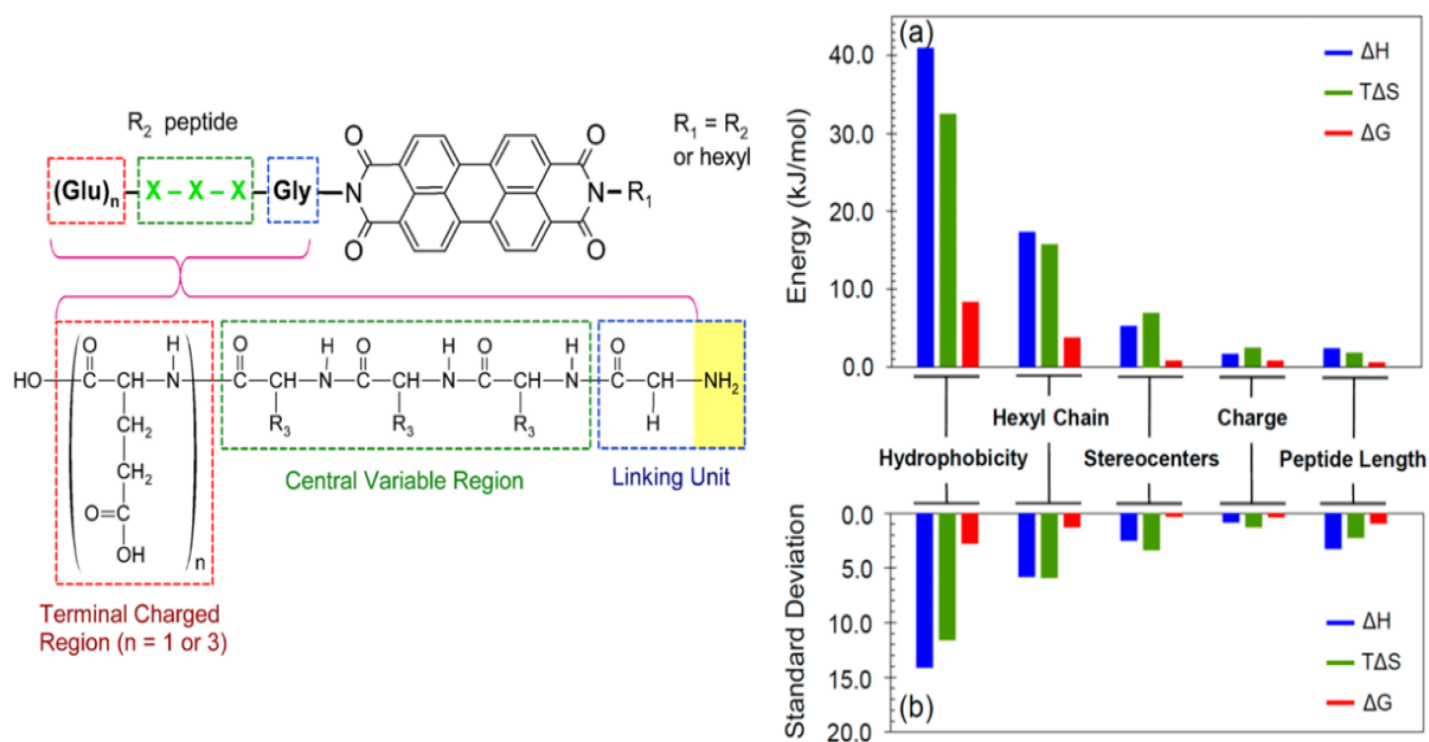 R2 peptide
R1 = R2
or hexyl
(Glu)n X – X – X Gly N N R1
O O
O O
O H O H O H O H O
HO C CH N C CH N C CH N C CH N C CH NH2
CH2 R3 R3 R3 H
CH2
O=C
OH
n
Central Variable Region
Linking Unit
Terminal Charged
Region (n = 1 or 3)
(a)
Energy (kJ/mol)
40.0
30.0
20.0
10.0
0.0
ΔH
TΔS
ΔG
Hydrophobicity
Hexyl Chain
Stereocenters
Charge
Peptide Length
Standard Deviation
0.0
5.0
10.0
15.0
20.0
ΔH
TΔS
ΔG
(b)